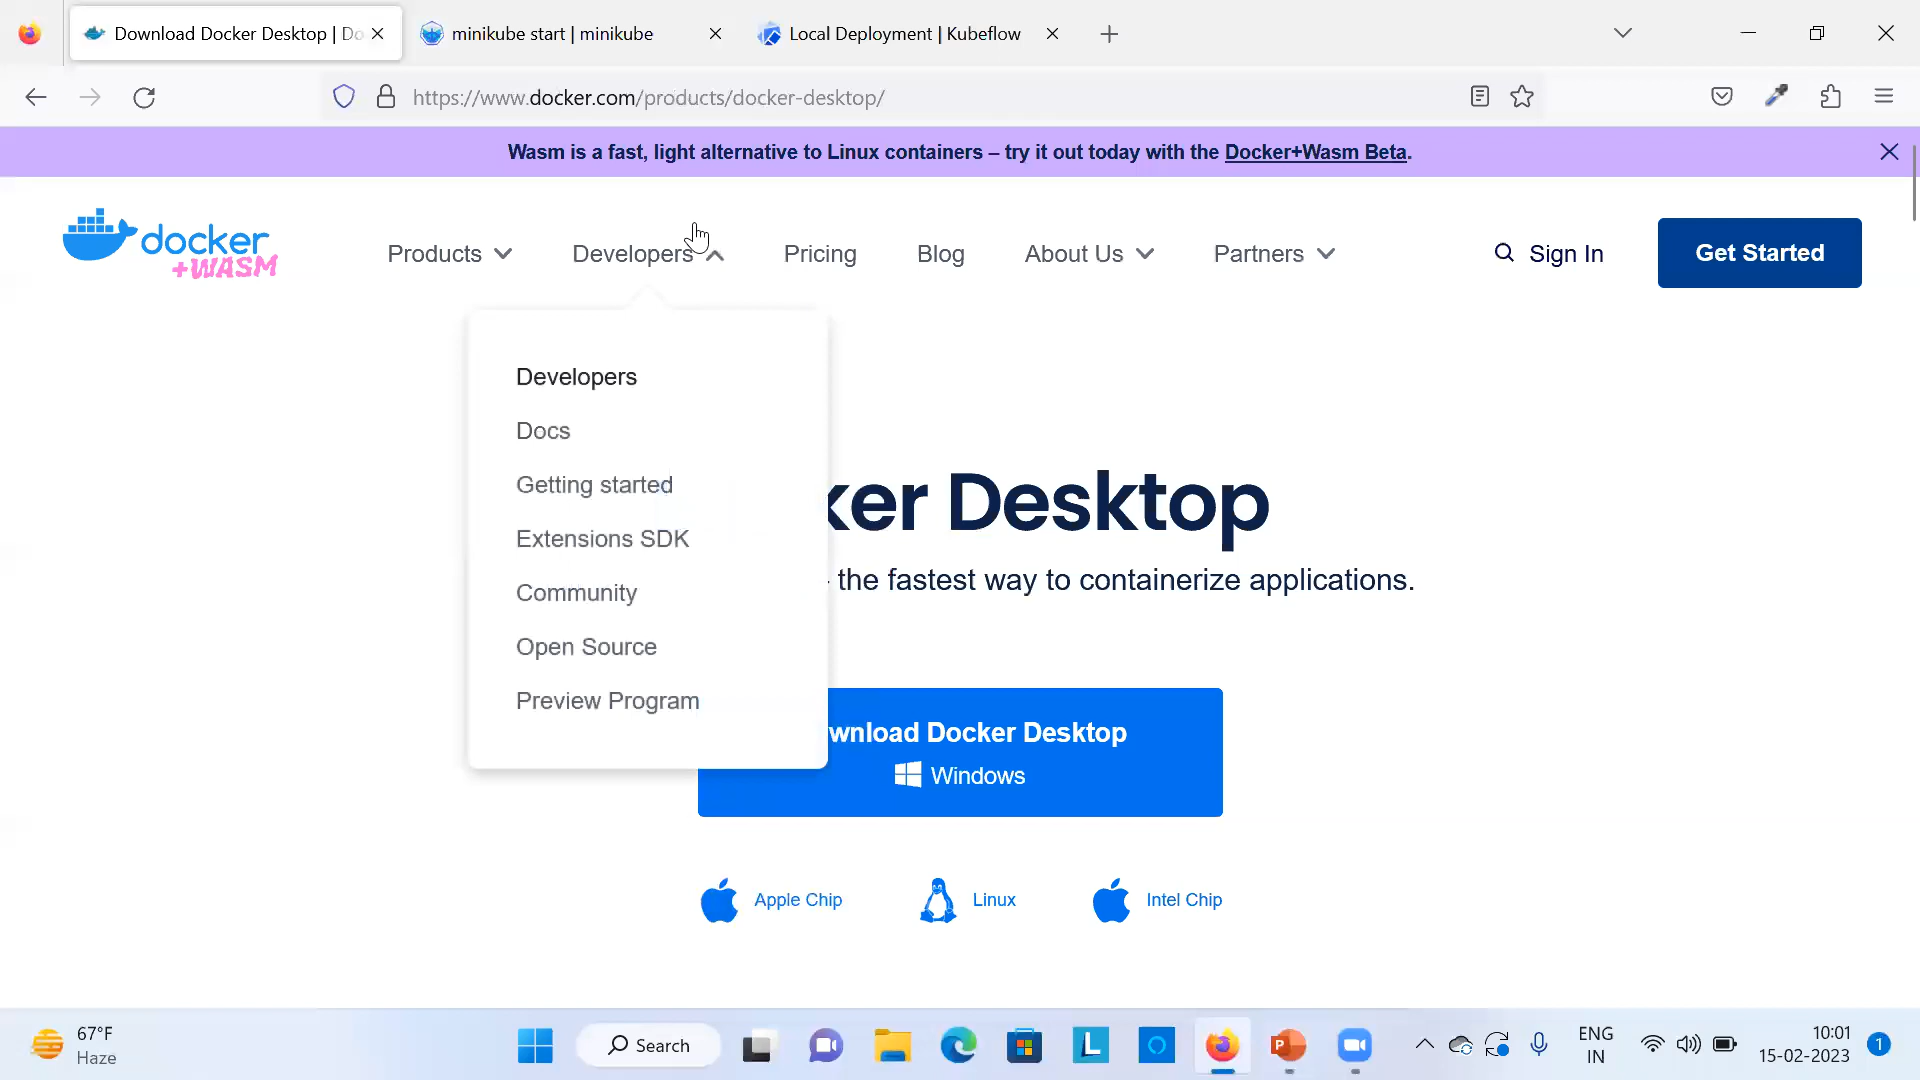 Download Docker Desktop | Do
minikube start | minikube
Local Deployment | Kubeflow
https://www.docker.com/products/docker-desktop/
Wasm is a fast, light alternative to Linux containers – try it out today with the Docker+Wasm Beta.
docker
+WASM
Products
Developers
Pricing
Blog
About Us
Partners
Sign In
Get Started
Developers
Docs
Getting started
Extensions SDK
Community
Open Source
Preview Program
ker Desktop
the fastest way to containerize applications.
wnload Docker Desktop
Windows
Apple Chip
Linux
Intel Chip
67°F
Haze
Search
ENG
IN
10:01
15-02-2023
1